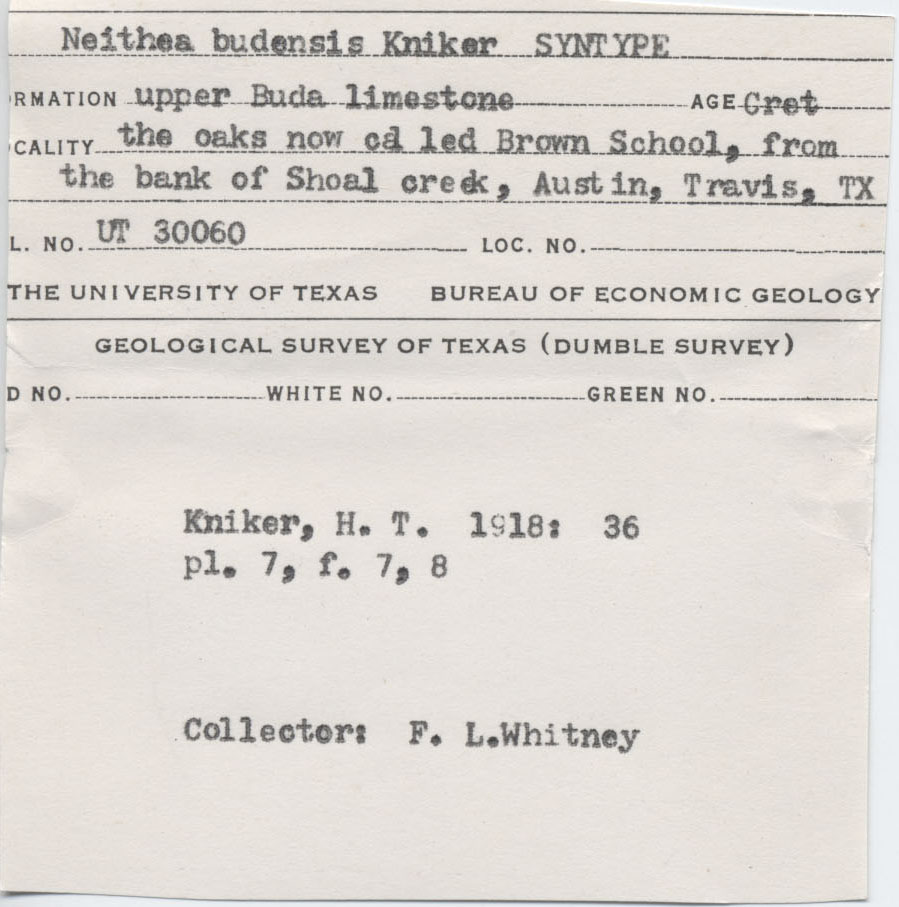 Neithea budensis Kniker SYNTYPE
RMATION upper Buda limestone AGE Cret
CALITY the oaks now called Brown School, from
the bank of Shoal creek, Austin, Travis, TX
L. NO. UT 30060 LOC. NO.
THE UNIVERSITY OF TEXAS BUREAU OF ECONOMIC GEOLOGY
GEOLOGICAL SURVEY OF TEXAS (DUMBLE SURVEY)
D NO. WHITE NO. GREEN NO.
Kniker, H. T. 1918: 36
pl. 7, f. 7, 8
Collector: F. L.Whitney